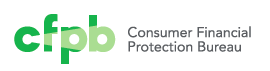 cfpb
Consumer Financial
Protection Bureau